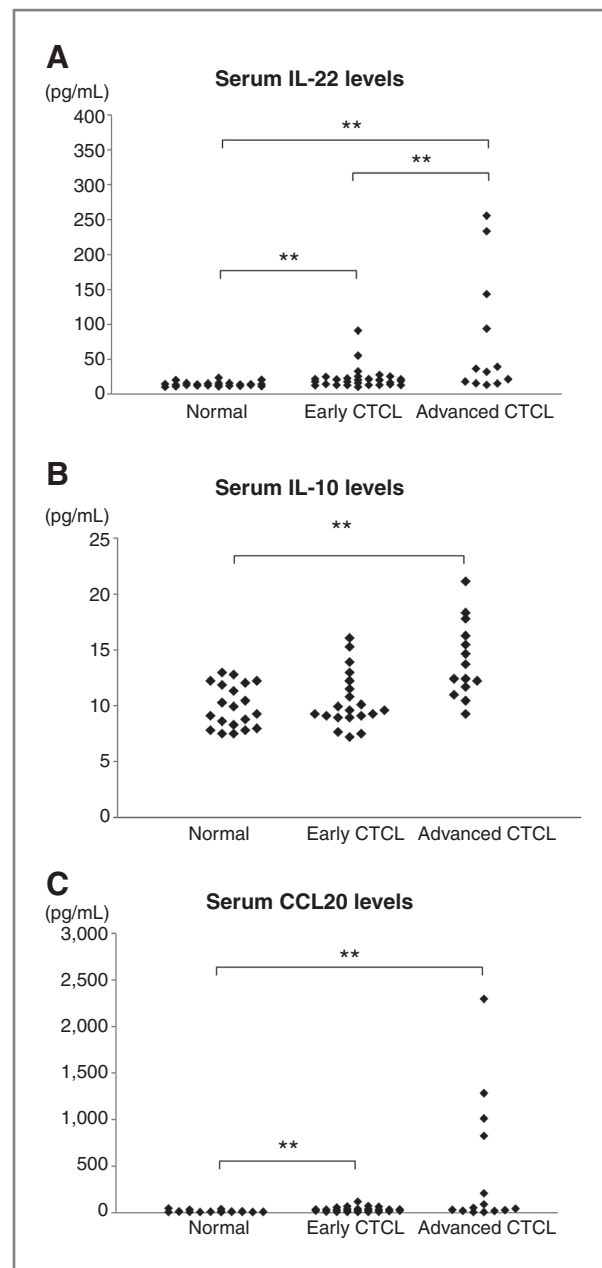 A
Serum IL-22 levels
(pg/mL)
400
350
300
250
200
150
100
50
0
**
**
**
Normal Early CTCL Advanced CTCL
B
Serum IL-10 levels
(pg/mL)
25
20
15
10
5
0
**
Normal Early CTCL Advanced CTCL
C
Serum CCL20 levels
(pg/mL)
3,000
2,500
2,000
1,500
1,000
500
0
**
**
Normal Early CTCL Advanced CTCL